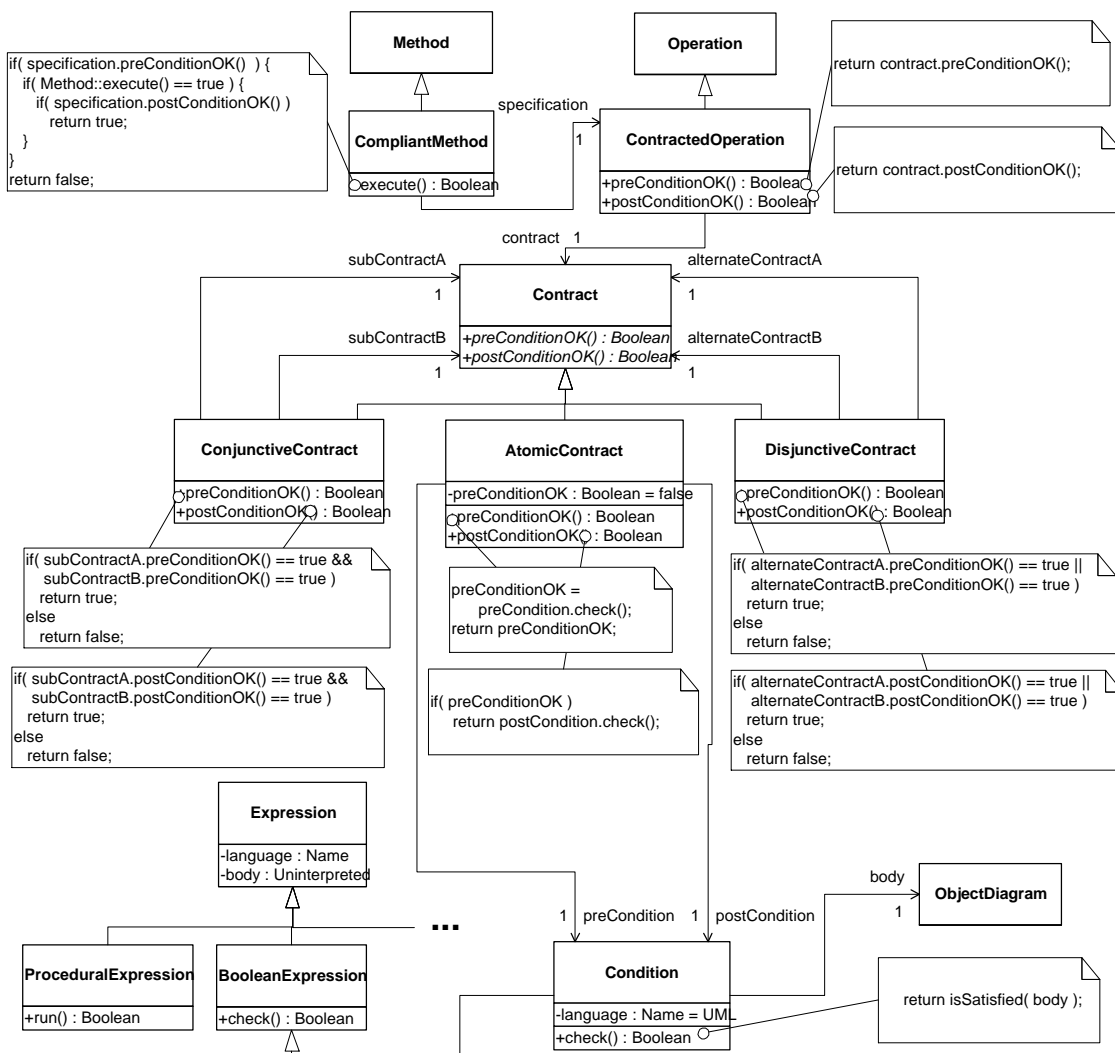 Method
Operation
if( specification.preConditionOK()  ) {
if( Method::execute() == true ) {
if( specification.postConditionOK() )
return true;
}
}
return false;
return contract.preConditionOK();
specification
1
CompliantMethod
execute() : Boolean
ContractedOperation
+preConditionOK() : Boolean
+postConditionOK() : Boolean
return contract.postConditionOK();
contract 1
subContractA
1
alternateContractA
1
Contract
+preConditionOK() : Boolean
+postConditionOK() : Boolean
subContractB
1
alternateContractB
1
ConjunctiveContract
+preConditionOK() : Boolean
+postConditionOK() : Boolean
AtomicContract
-preConditionOK : Boolean = false
+preConditionOK() : Boolean
+postConditionOK() : Boolean
DisjunctiveContract
+preConditionOK() : Boolean
+postConditionOK() : Boolean
if( subContractA.preConditionOK() == true &&
subContractB.preConditionOK() == true )
return true;
else
return false;
preConditionOK =
preCondition.check();
return preConditionOK;
if( alternateContractA.preConditionOK() == true ||
alternateContractB.preConditionOK() == true )
return true;
else
return false;
if( subContractA.postConditionOK() == true &&
subContractB.postConditionOK() == true )
return true;
else
return false;
if( preConditionOK )
return postCondition.check();
if( alternateContractA.postConditionOK() == true ||
alternateContractB.postConditionOK() == true )
return true;
else
return false;
Expression
-language : Name
-body : Uninterpreted
...
1 preCondition
1 postCondition
body
1
ObjectDiagram
ProceduralExpression
+run() : Boolean
BooleanExpression
+check() : Boolean
Condition
-language : Name = UML
+check() : Boolean
return isSatisfied( body );